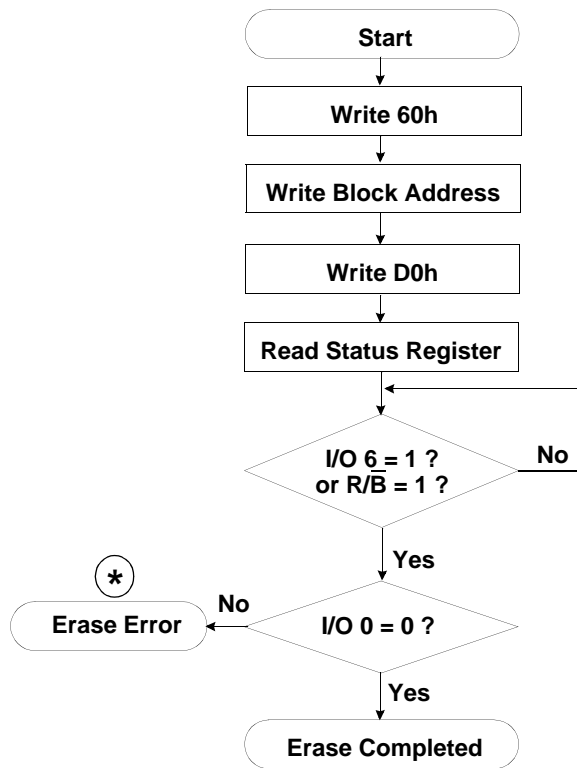 Start
Write 60h
Write Block Address
Write D0h
Read Status Register
I/O 6 = 1 ?
or R/B̅ = 1 ?
No
Yes
*
No
Erase Error
I/O 0 = 0 ?
Yes
Erase Completed